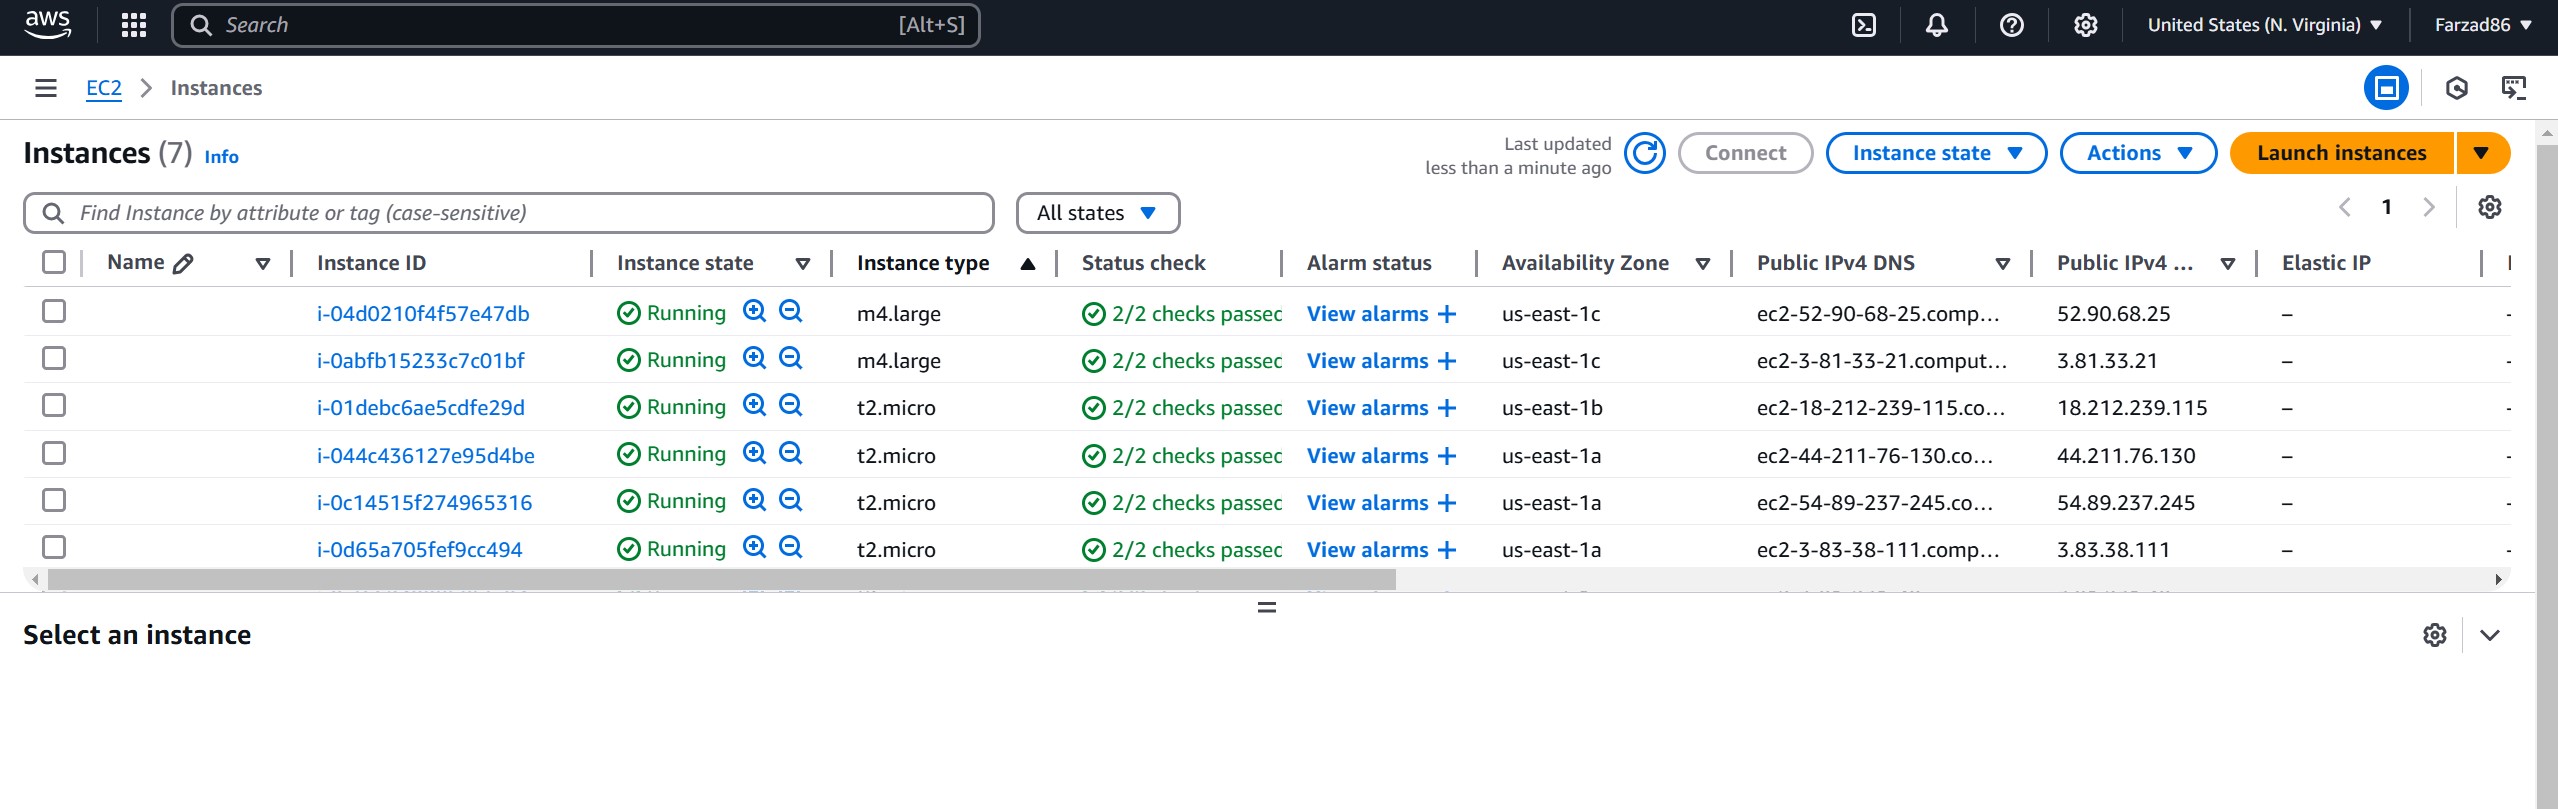 aws Search [Alt+S] United States (N. Virginia) Farzad86
EC2 Instances
Instances (7) Info
Last updated
less than a minute ago
Connect Instance state Actions Launch instances
Find Instance by attribute or tag (case-sensitive) All states 1
Name Instance ID Instance state Instance type Status check Alarm status Availability Zone Public IPv4 DNS Public IPv4 ... Elastic IP
i-04d0210f4f57e47db Running m4.large 2/2 checks passed View alarms + us-east-1c ec2-52-90-68-25.comp... 52.90.68.25 –
i-0abfb15233c7c01bf Running m4.large 2/2 checks passed View alarms + us-east-1c ec2-3-81-33-21.comput... 3.81.33.21 –
i-01debc6ae5cdfe29d Running t2.micro 2/2 checks passed View alarms + us-east-1b ec2-18-212-239-115.co... 18.212.239.115 –
i-044c436127e95d4be Running t2.micro 2/2 checks passed View alarms + us-east-1a ec2-44-211-76-130.co... 44.211.76.130 –
i-0c14515f274965316 Running t2.micro 2/2 checks passed View alarms + us-east-1a ec2-54-89-237-245.co... 54.89.237.245 –
i-0d65a705fef9cc494 Running t2.micro 2/2 checks passed View alarms + us-east-1a ec2-3-83-38-111.comp... 3.83.38.111 –
Select an instance